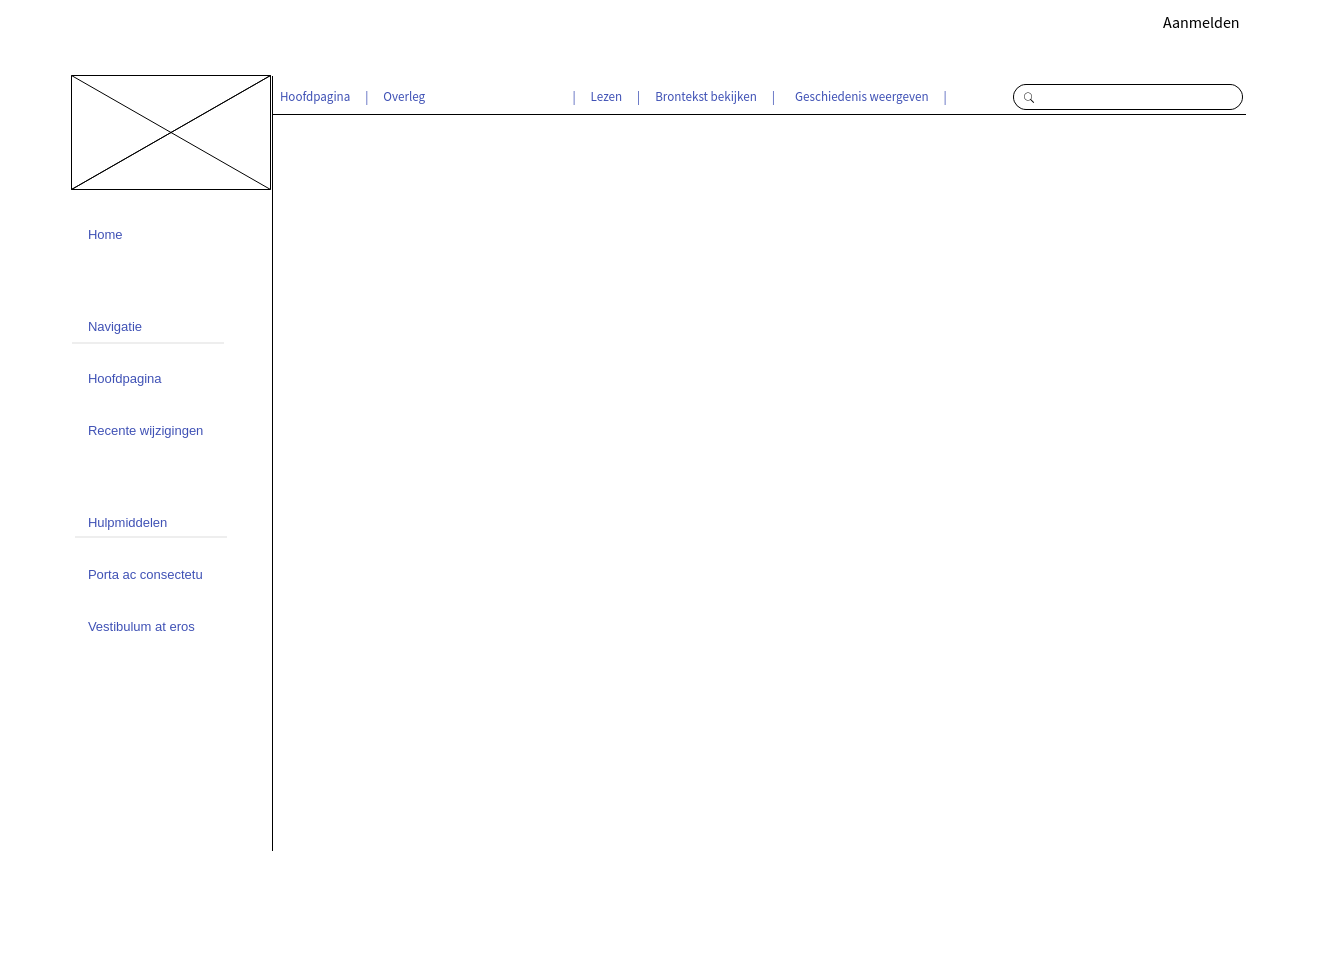 Aanmelden
Hoofdpagina | Overleg | Lezen | Brontekst bekijken | Geschiedenis weergeven |
Home
Navigatie
Hoofdpagina
Recente wijzigingen
Hulpmiddelen
Porta ac consectetu
Vestibulum at eros